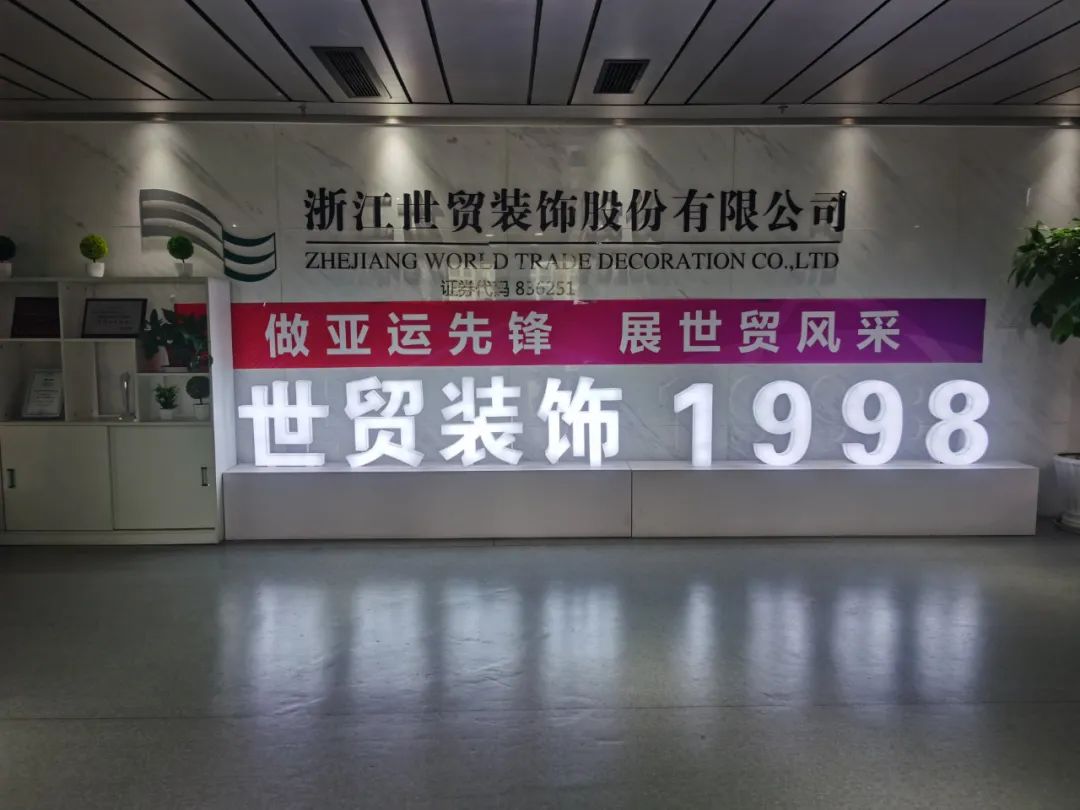 浙江世贸装饰股份有限公司
ZHEJIANG WORLD TRADE DECORATION CO.,LTD
证券代码 836251
做亚运先锋 展世贸风采
世贸装饰 1998